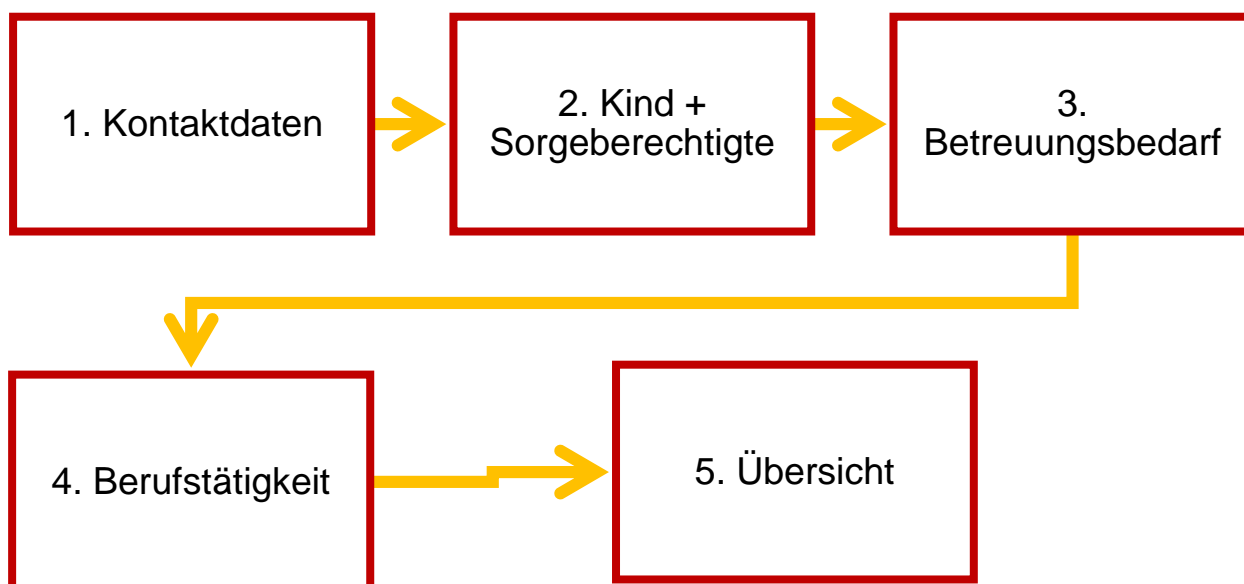 1. Kontaktdaten
2. Kind +
Sorgeberechtigte
3.
Betreuungsbedarf
4. Berufstätigkeit
5. Übersicht